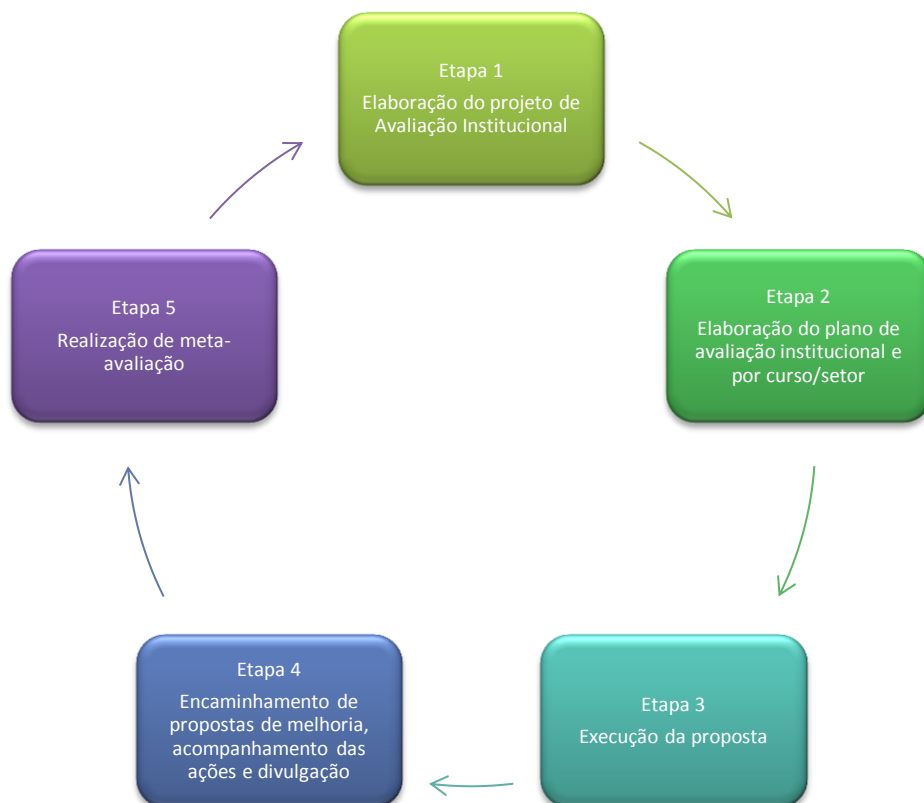 Etapa 1
Elaboração do projeto de
Avaliação Institucional
Etapa 2
Elaboração do plano de
avaliação institucional e
por curso/setor
Etapa 3
Execução da proposta
Etapa 4
Encaminhamento de
propostas de melhoria,
acompanhamento das
ações e divulgação
Etapa 5
Realização de meta-
avaliação